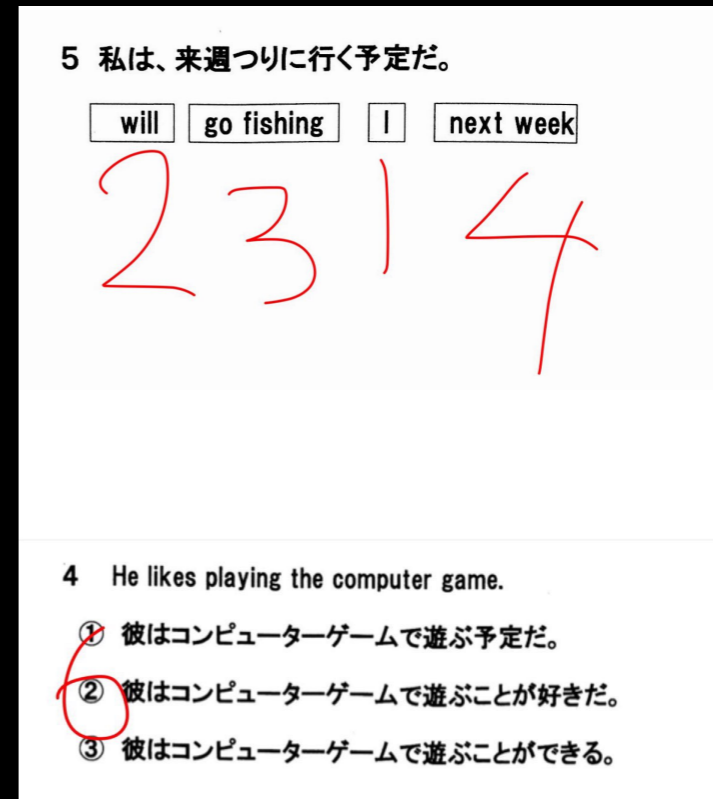 5 私は、来週つりに行く予定だ。
will go fishing I next week
2 3 1 4
4 He likes playing the computer game.
① 彼はコンピューターゲームで遊ぶ予定だ。
② 彼はコンピューターゲームで遊ぶことが好きだ。
③ 彼はコンピューターゲームで遊ぶことができる。